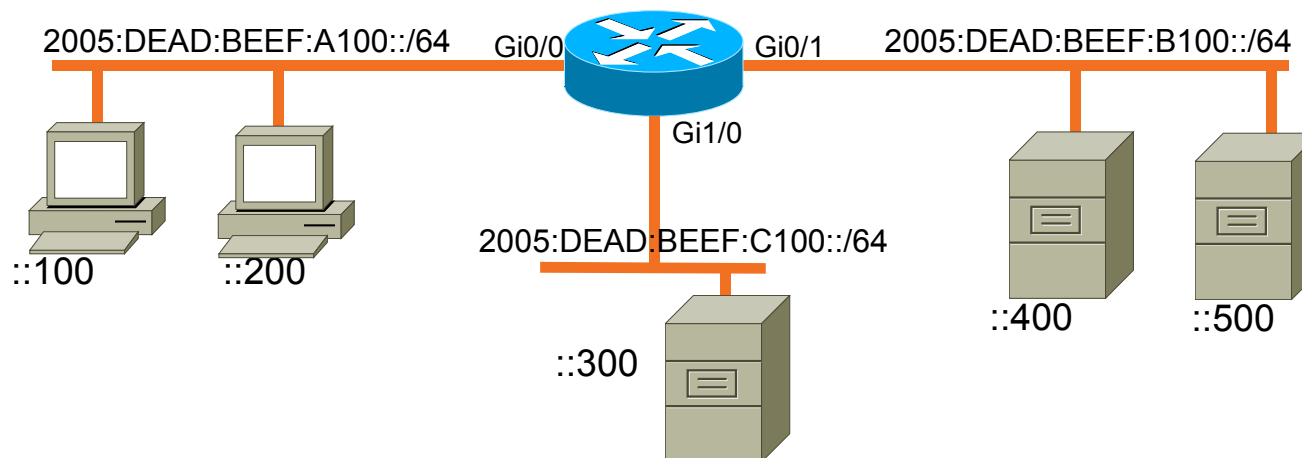 2005:DEAD:BEEF:A100::/64
Gi0/0
Gi0/1
2005:DEAD:BEEF:B100::/64
Gi1/0
2005:DEAD:BEEF:C100::/64
::100
::200
::300
::400
::500